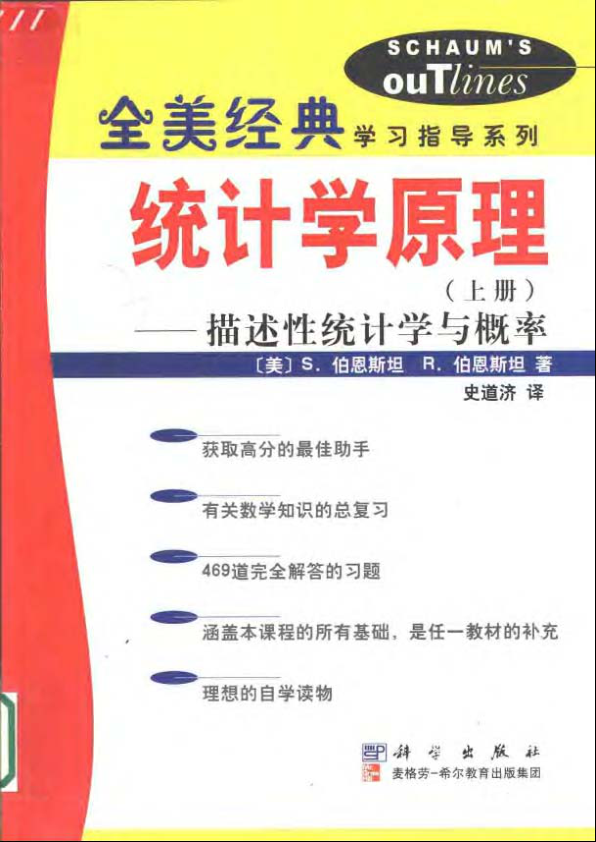 SCHAUM'S
ouTlines
全美经典学习指导系列
统计学原理
（上册）
——描述性统计学与概率
〔美〕S. 伯恩斯坦 R. 伯恩斯坦 著
史道济 译
获取高分的最佳助手
有关数学知识的总复习
469道完全解答的习题
涵盖本课程的所有基础，是任一教材的补充
理想的自学读物
科学出版社
麦格劳-希尔教育出版集团